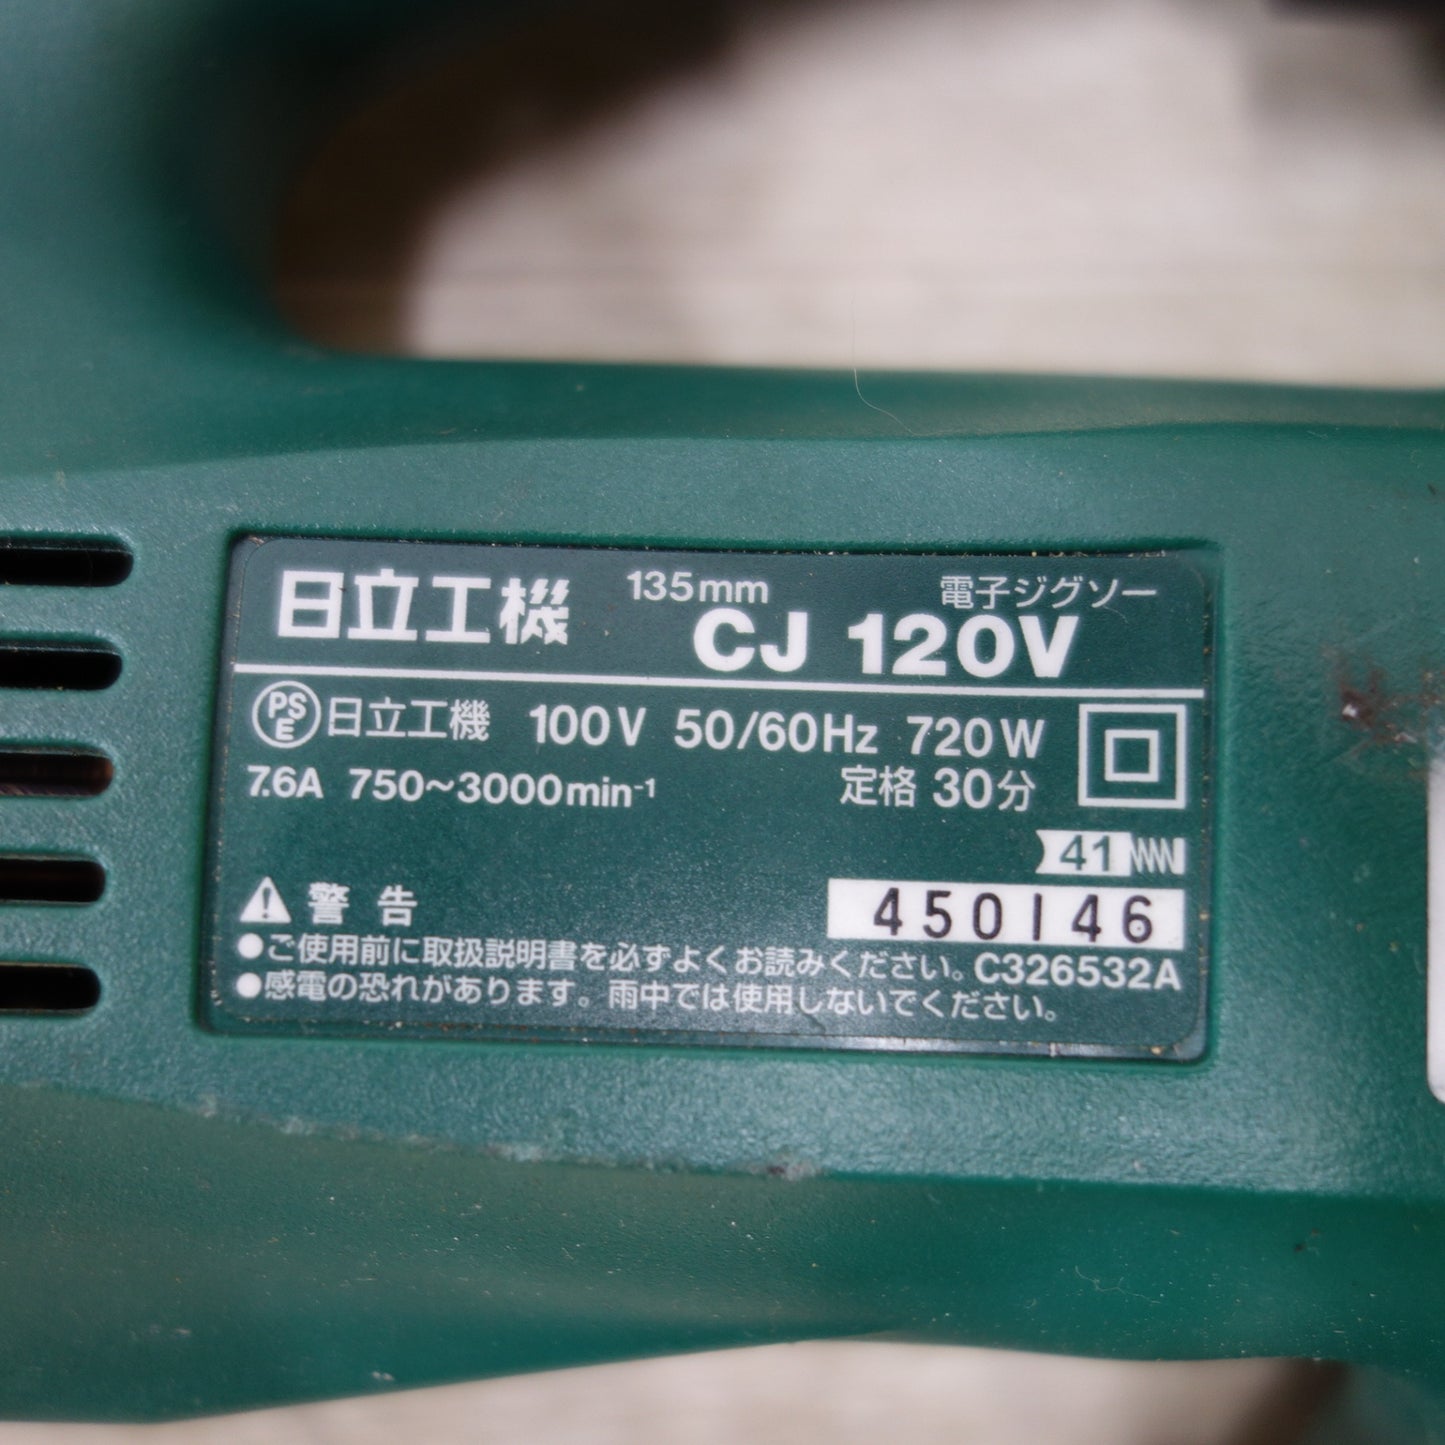 日立工機 135mm 電子ジグソー
CJ 120V
PSE 日立工機 100V 50/60Hz 720W
7.6A 750〜3000min⁻¹ 定格 30分
41
⚠ 警告 450146
●ご使用前に取扱説明書を必ずよくお読みください。 C326532A
●感電の恐れがあります。雨中では使用しないでください。